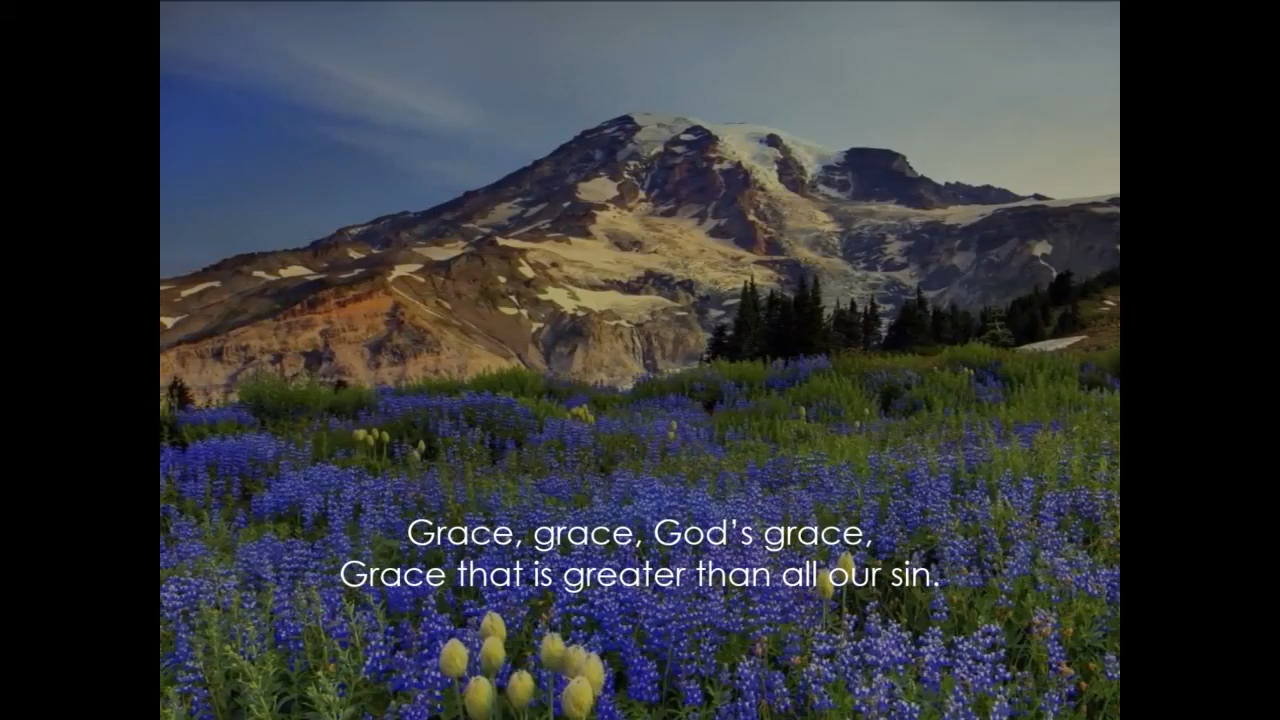 Grace, grace, God’s grace,
Grace that is greater than all our sin.